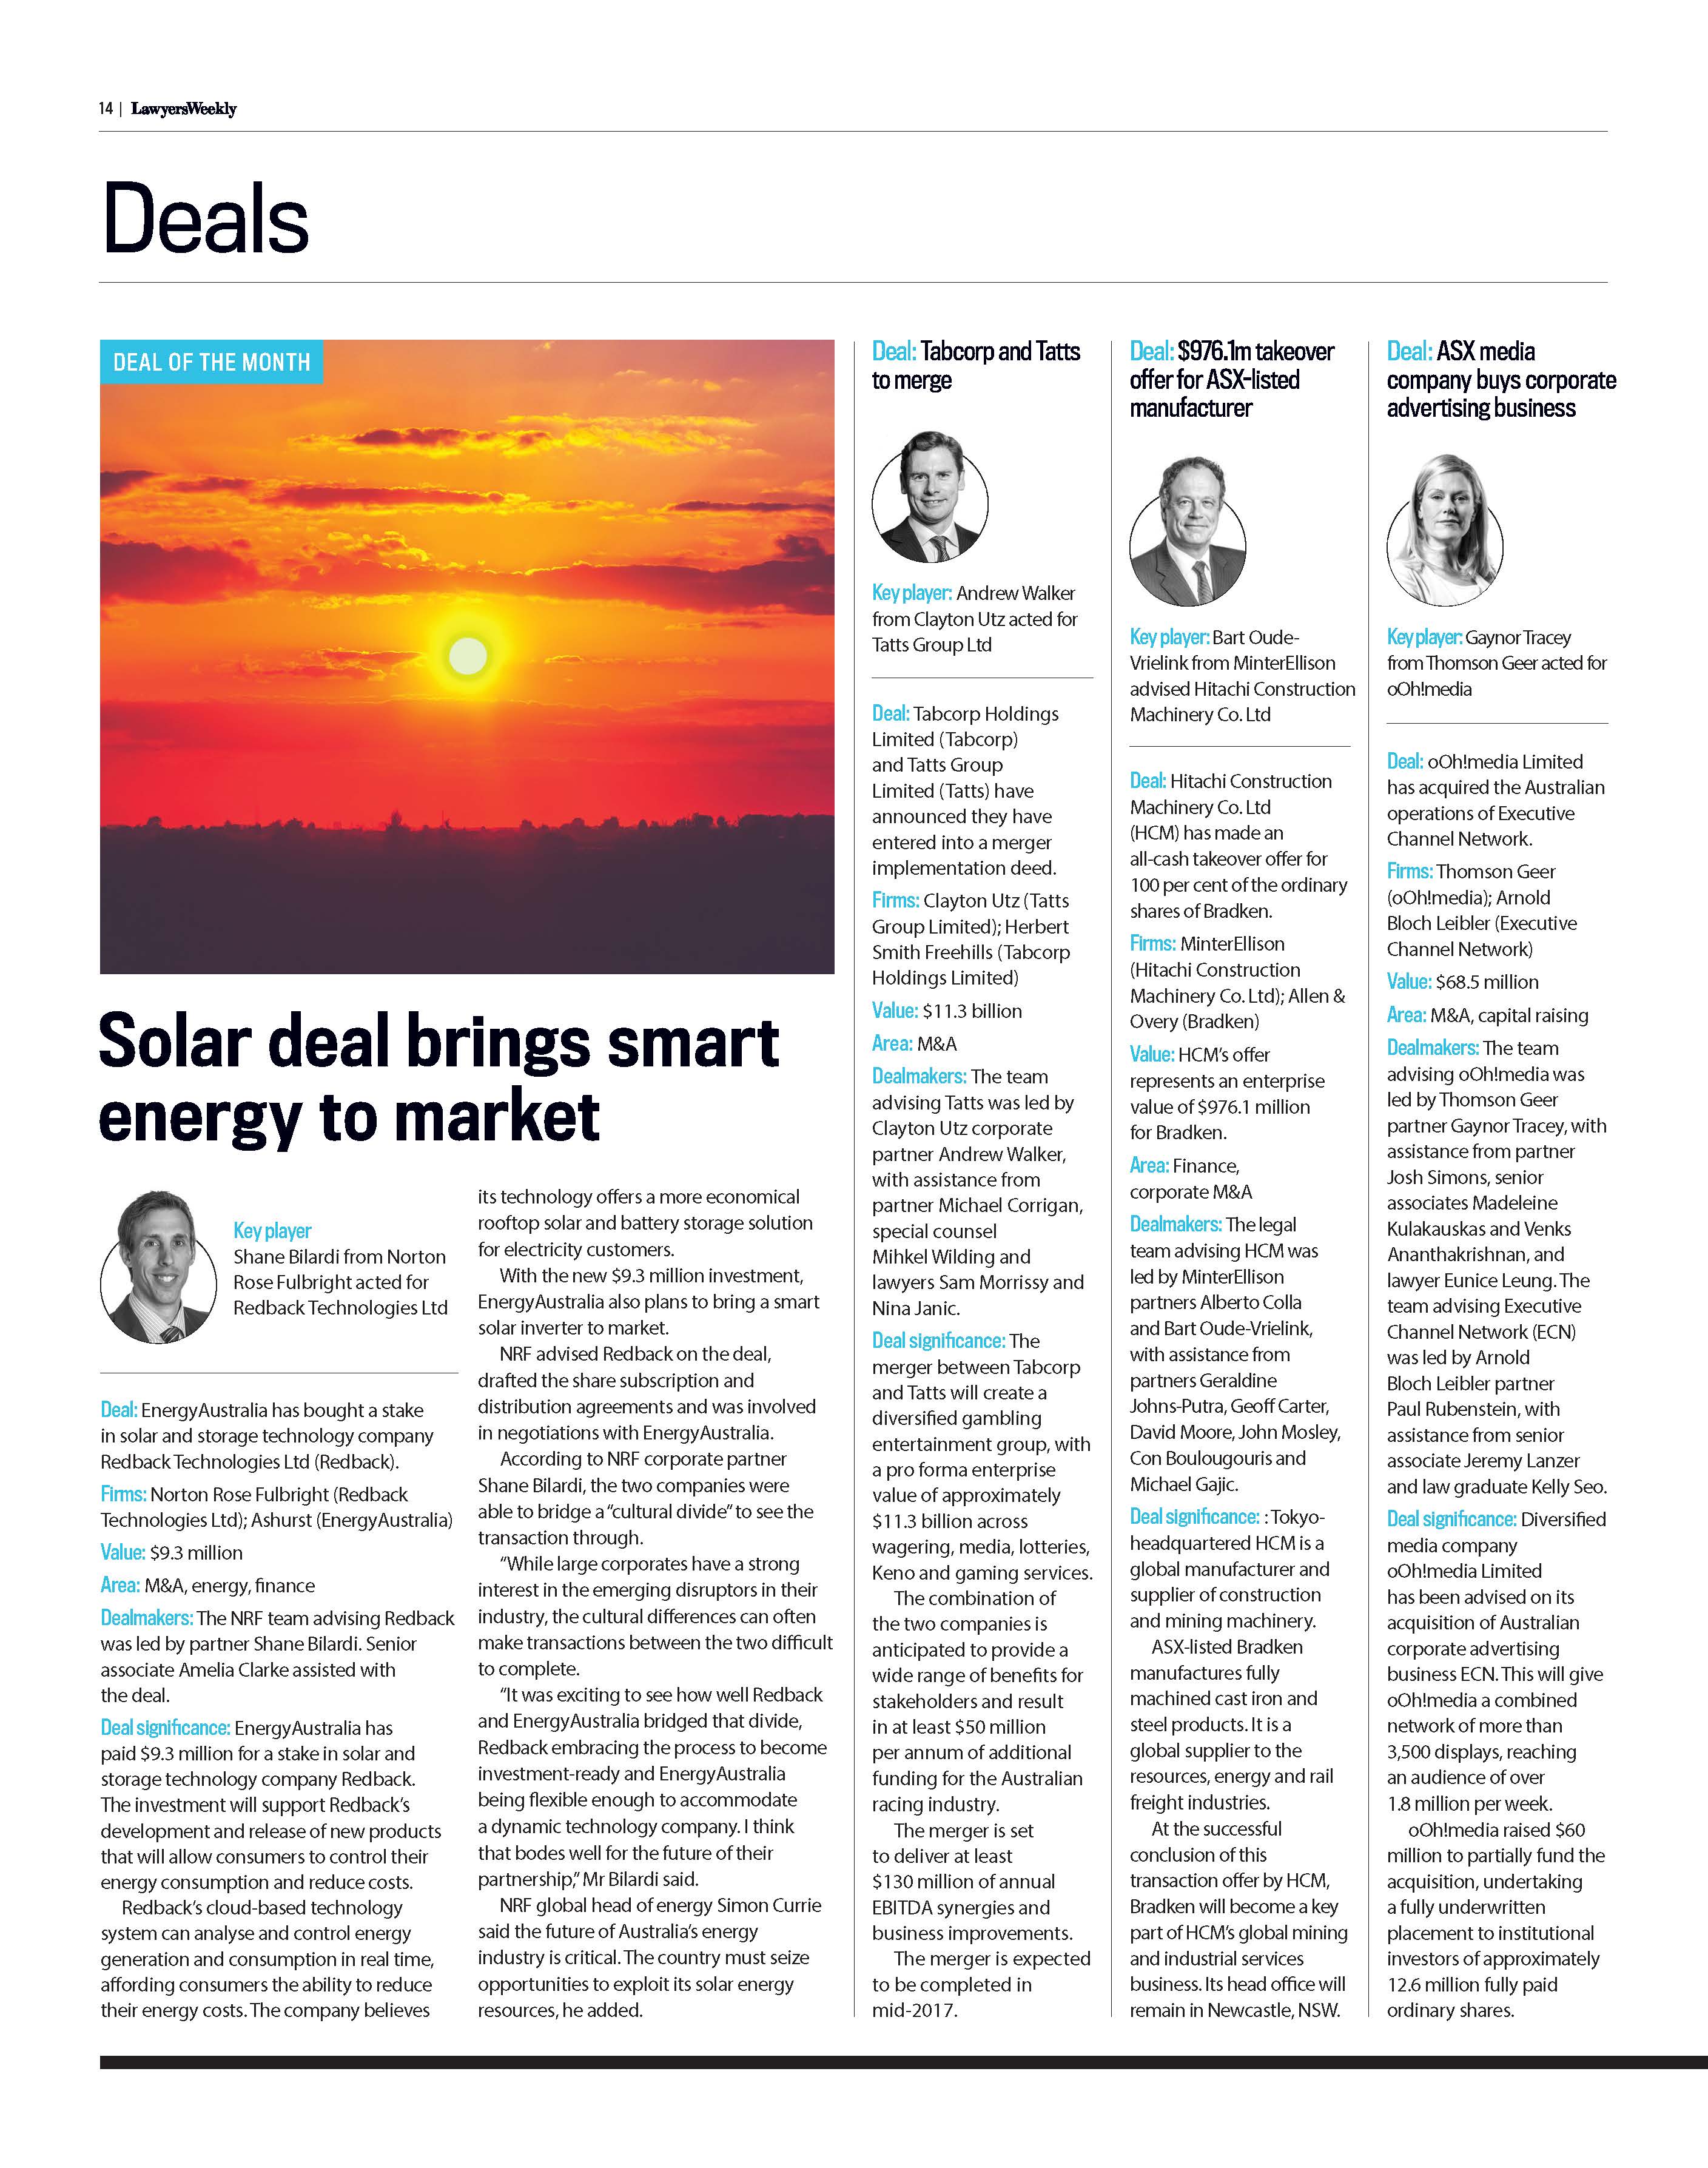 14 | LawyersWeekly
Deals
DEAL OF THE MONTH
Solar deal brings smart
energy to market
Key player
Shane Bilardi from Norton
Rose Fulbright acted for
Redback Technologies Ltd
Deal: EnergyAustralia has bought a stake
in solar and storage technology company
Redback Technologies Ltd (Redback).
Firms: Norton Rose Fulbright (Redback
Technologies Ltd); Ashurst (EnergyAustralia)
Value: $9.3 million
Area: M&A, energy, finance
Dealmakers: The NRF team advising Redback
was led by partner Shane Bilardi. Senior
associate Amelia Clarke assisted with
the deal.
Deal significance: EnergyAustralia has
paid $9.3 million for a stake in solar and
storage technology company Redback.
The investment will support Redback's
development and release of new products
that will allow consumers to control their
energy consumption and reduce costs.
Redback's cloud-based technology
system can analyse and control energy
generation and consumption in real time,
affording consumers the ability to reduce
their energy costs. The company believes
its technology offers a more economical
rooftop solar and battery storage solution
for electricity customers.
With the new $9.3 million investment,
EnergyAustralia also plans to bring a smart
solar inverter to market.
NRF advised Redback on the deal,
drafted the share subscription and
distribution agreements and was involved
in negotiations with EnergyAustralia.
According to NRF corporate partner
Shane Bilardi, the two companies were
able to bridge a “cultural divide” to see the
transaction through.
“While large corporates have a strong
interest in the emerging disruptors in their
industry, the cultural differences can often
make transactions between the two difficult
to complete.
“It was exciting to see how well Redback
and EnergyAustralia bridged that divide,
Redback embracing the process to become
investment-ready and EnergyAustralia
being flexible enough to accommodate
a dynamic technology company. I think
that bodes well for the future of their
partnership,” Mr Bilardi said.
NRF global head of energy Simon Currie
said the future of Australia's energy
industry is critical. The country must seize
opportunities to exploit its solar energy
resources, he added.
Deal: Tabcorp and Tatts
to merge
Key player: Andrew Walker
from Clayton Utz acted for
Tatts Group Ltd
Deal: Tabcorp Holdings
Limited (Tabcorp)
and Tatts Group
Limited (Tatts) have
announced they have
entered into a merger
implementation deed.
Firms: Clayton Utz (Tatts
Group Limited); Herbert
Smith Freehills (Tabcorp
Holdings Limited)
Value: $11.3 billion
Area: M&A
Dealmakers: The team
advising Tatts was led by
Clayton Utz corporate
partner Andrew Walker,
with assistance from
partner Michael Corrigan,
special counsel
Mihkel Wilding and
lawyers Sam Morrissy and
Nina Janic.
Deal significance: The
merger between Tabcorp
and Tatts will create a
diversified gambling
entertainment group, with
a pro forma enterprise
value of approximately
$11.3 billion across
wagering, media, lotteries,
Keno and gaming services.
The combination of
the two companies is
anticipated to provide a
wide range of benefits for
stakeholders and result
in at least $50 million
per annum of additional
funding for the Australian
racing industry.
The merger is set
to deliver at least
$130 million of annual
EBITDA synergies and
business improvements.
The merger is expected
to be completed in
mid-2017.
Deal: $976.1m takeover
offer for ASX-listed
manufacturer
Key player: Bart Oude-
Vrielink from MinterEllison
advised Hitachi Construction
Machinery Co. Ltd
Deal: Hitachi Construction
Machinery Co. Ltd
(HCM) has made an
all-cash takeover offer for
100 per cent of the ordinary
shares of Bradken.
Firms: MinterEllison
(Hitachi Construction
Machinery Co. Ltd); Allen &
Overy (Bradken)
Value: HCM's offer
represents an enterprise
value of $976.1 million
for Bradken.
Area: Finance,
corporate M&A
Dealmakers: The legal
team advising HCM was
led by MinterEllison
partners Alberto Colla
and Bart Oude-Vrielink,
with assistance from
partners Geraldine
Johns-Putra, Geoff Carter,
David Moore, John Mosley,
Con Boulougouris and
Michael Gajic.
Deal significance: : Tokyo-
headquartered HCM is a
global manufacturer and
supplier of construction
and mining machinery.
ASX-listed Bradken
manufactures fully
machined cast iron and
steel products. It is a
global supplier to the
resources, energy and rail
freight industries.
At the successful
conclusion of this
transaction offer by HCM,
Bradken will become a key
part of HCM's global mining
and industrial services
business. Its head office will
remain in Newcastle, NSW.
Deal: ASX media
company buys corporate
advertising business
Key player: Gaynor Tracey
from Thomson Geer acted for
oOh!media
Deal: oOh!media Limited
has acquired the Australian
operations of Executive
Channel Network.
Firms: Thomson Geer
(oOh!media); Arnold
Bloch Leibler (Executive
Channel Network)
Value: $68.5 million
Area: M&A, capital raising
Dealmakers: The team
advising oOh!media was
led by Thomson Geer
partner Gaynor Tracey, with
assistance from partner
Josh Simons, senior
associates Madeleine
Kulakauskas and Venks
Ananthakrishnan, and
lawyer Eunice Leung. The
team advising Executive
Channel Network (ECN)
was led by Arnold
Bloch Leibler partner
Paul Rubenstein, with
assistance from senior
associate Jeremy Lanzer
and law graduate Kelly Seo.
Deal significance: Diversified
media company
oOh!media Limited
has been advised on its
acquisition of Australian
corporate advertising
business ECN. This will give
oOh!media a combined
network of more than
3,500 displays, reaching
an audience of over
1.8 million per week.
oOh!media raised $60
million to partially fund the
acquisition, undertaking
a fully underwritten
placement to institutional
investors of approximately
12.6 million fully paid
ordinary shares.